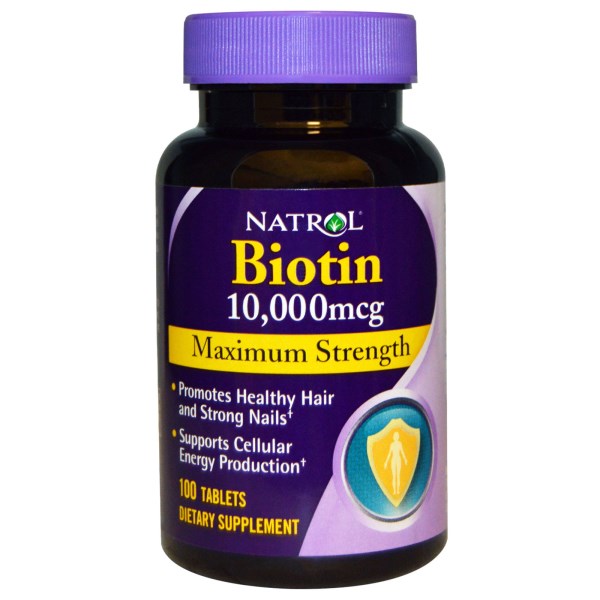 NATROL
Biotin
10,000mcg
Maximum Strength
• Promotes Healthy Hair
and Strong Nails†
• Supports Cellular
Energy Production†
100 TABLETS
DIETARY SUPPLEMENT